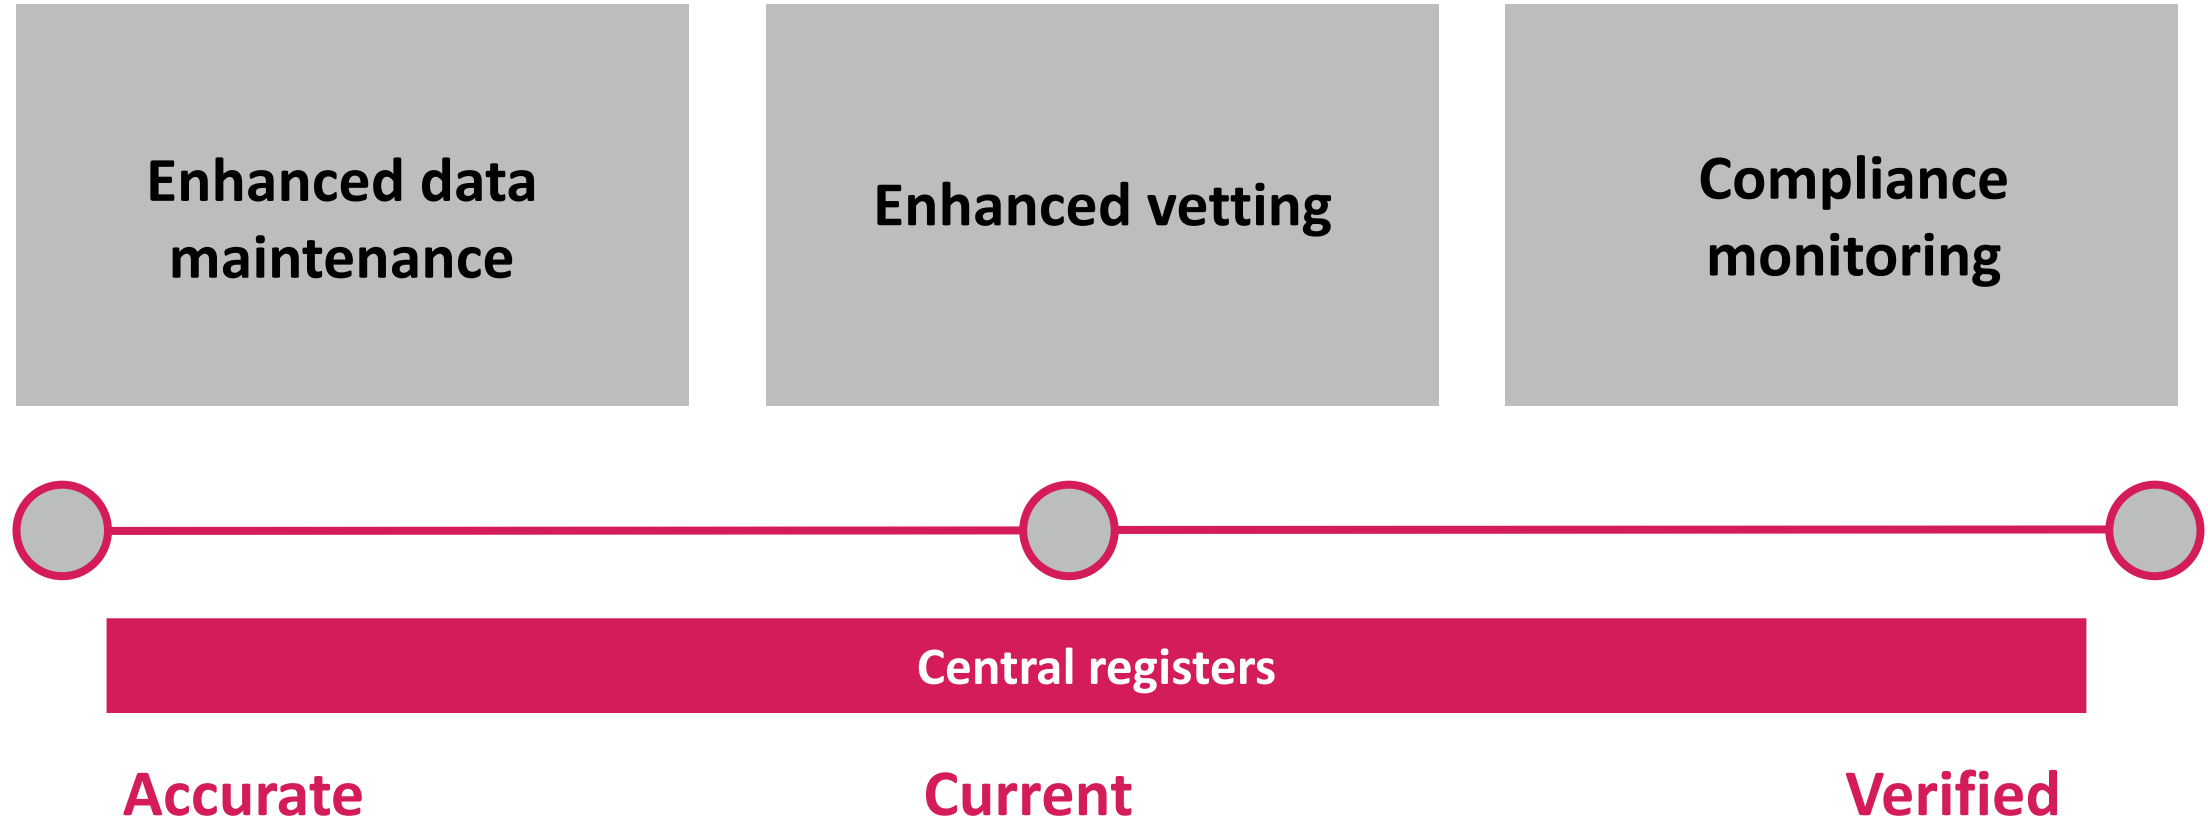 Enhanced data
maintenance
Enhanced vetting
Compliance
monitoring
Central registers
Accurate
Current
Verified